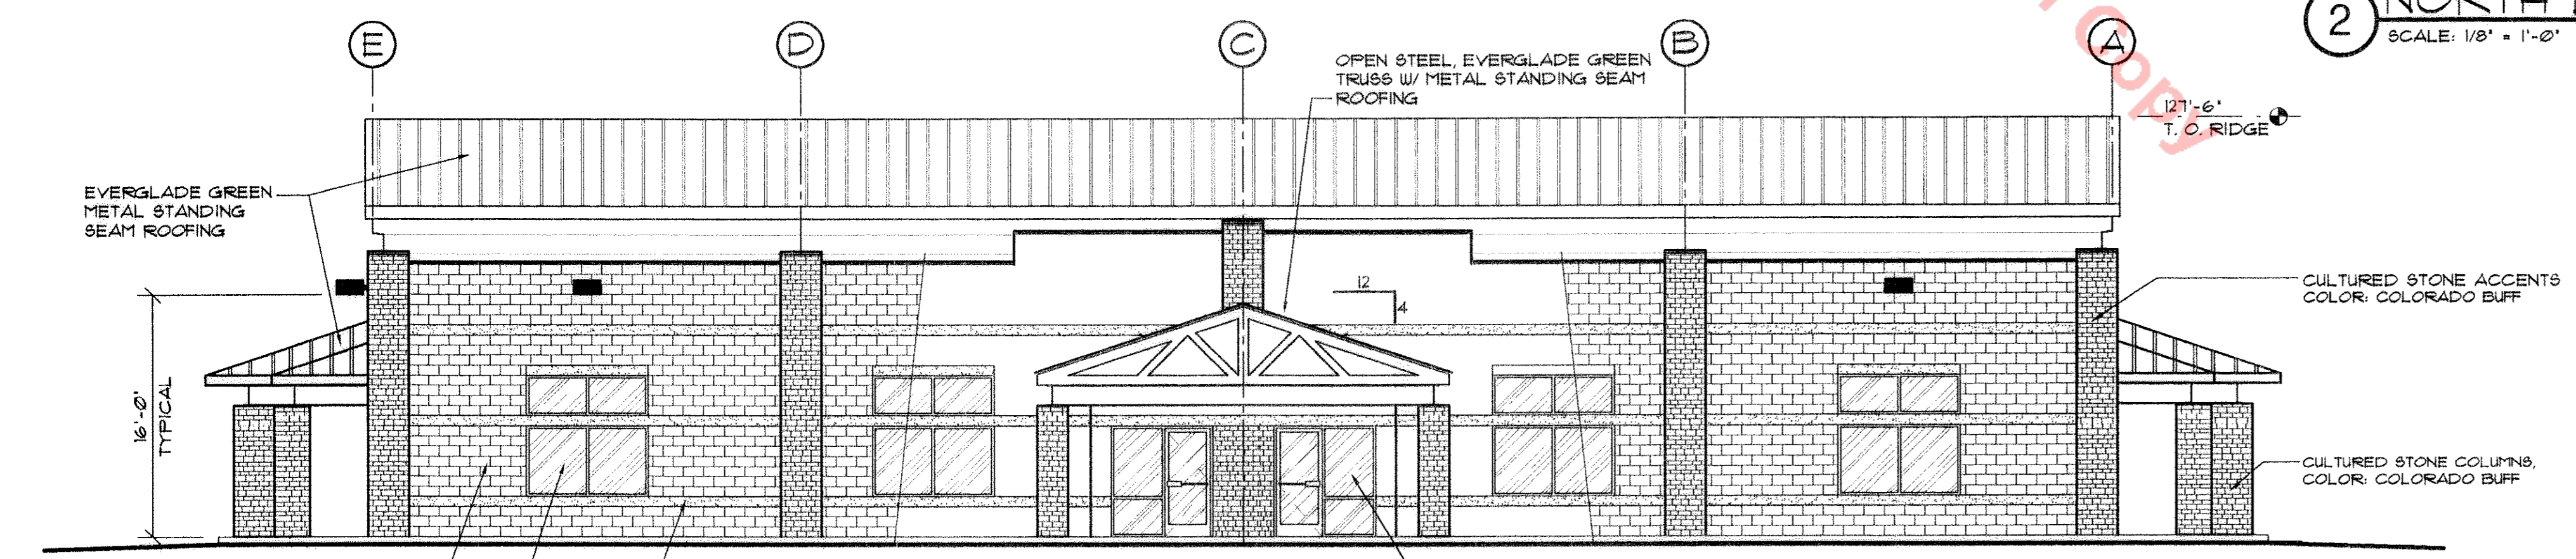 E
D
C
B
A
2
SCALE: 1/8" = 1'-0"
Copy
OPEN STEEL, EVERGLADE GREEN
TRUSS W/ METAL STANDING SEAM
ROOFING
127'-6"
T. O. RIDGE
EVERGLADE GREEN
METAL STANDING
SEAM ROOFING
12
4
CULTURED STONE ACCENTS
COLOR: COLORADO BUFF
16'-0"
TYPICAL
CULTURED STONE COLUMNS,
COLOR: COLORADO BUFF